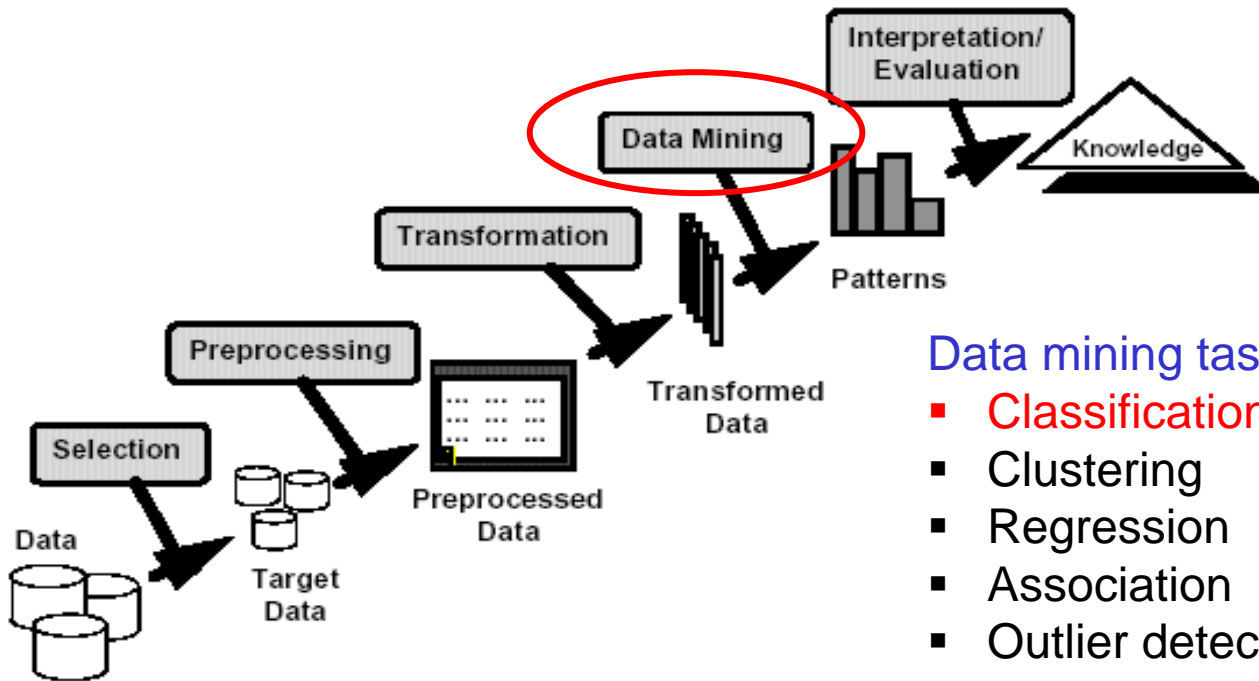 Interpretation/
Evaluation
Data Mining
Knowledge
Transformation
Patterns
Preprocessing
Transformed
Data
Selection
Preprocessed
Data
Data
Target
Data
Data mining tas
▪ Classification
▪ Clustering
▪ Regression
▪ Association
▪ Outlier detec